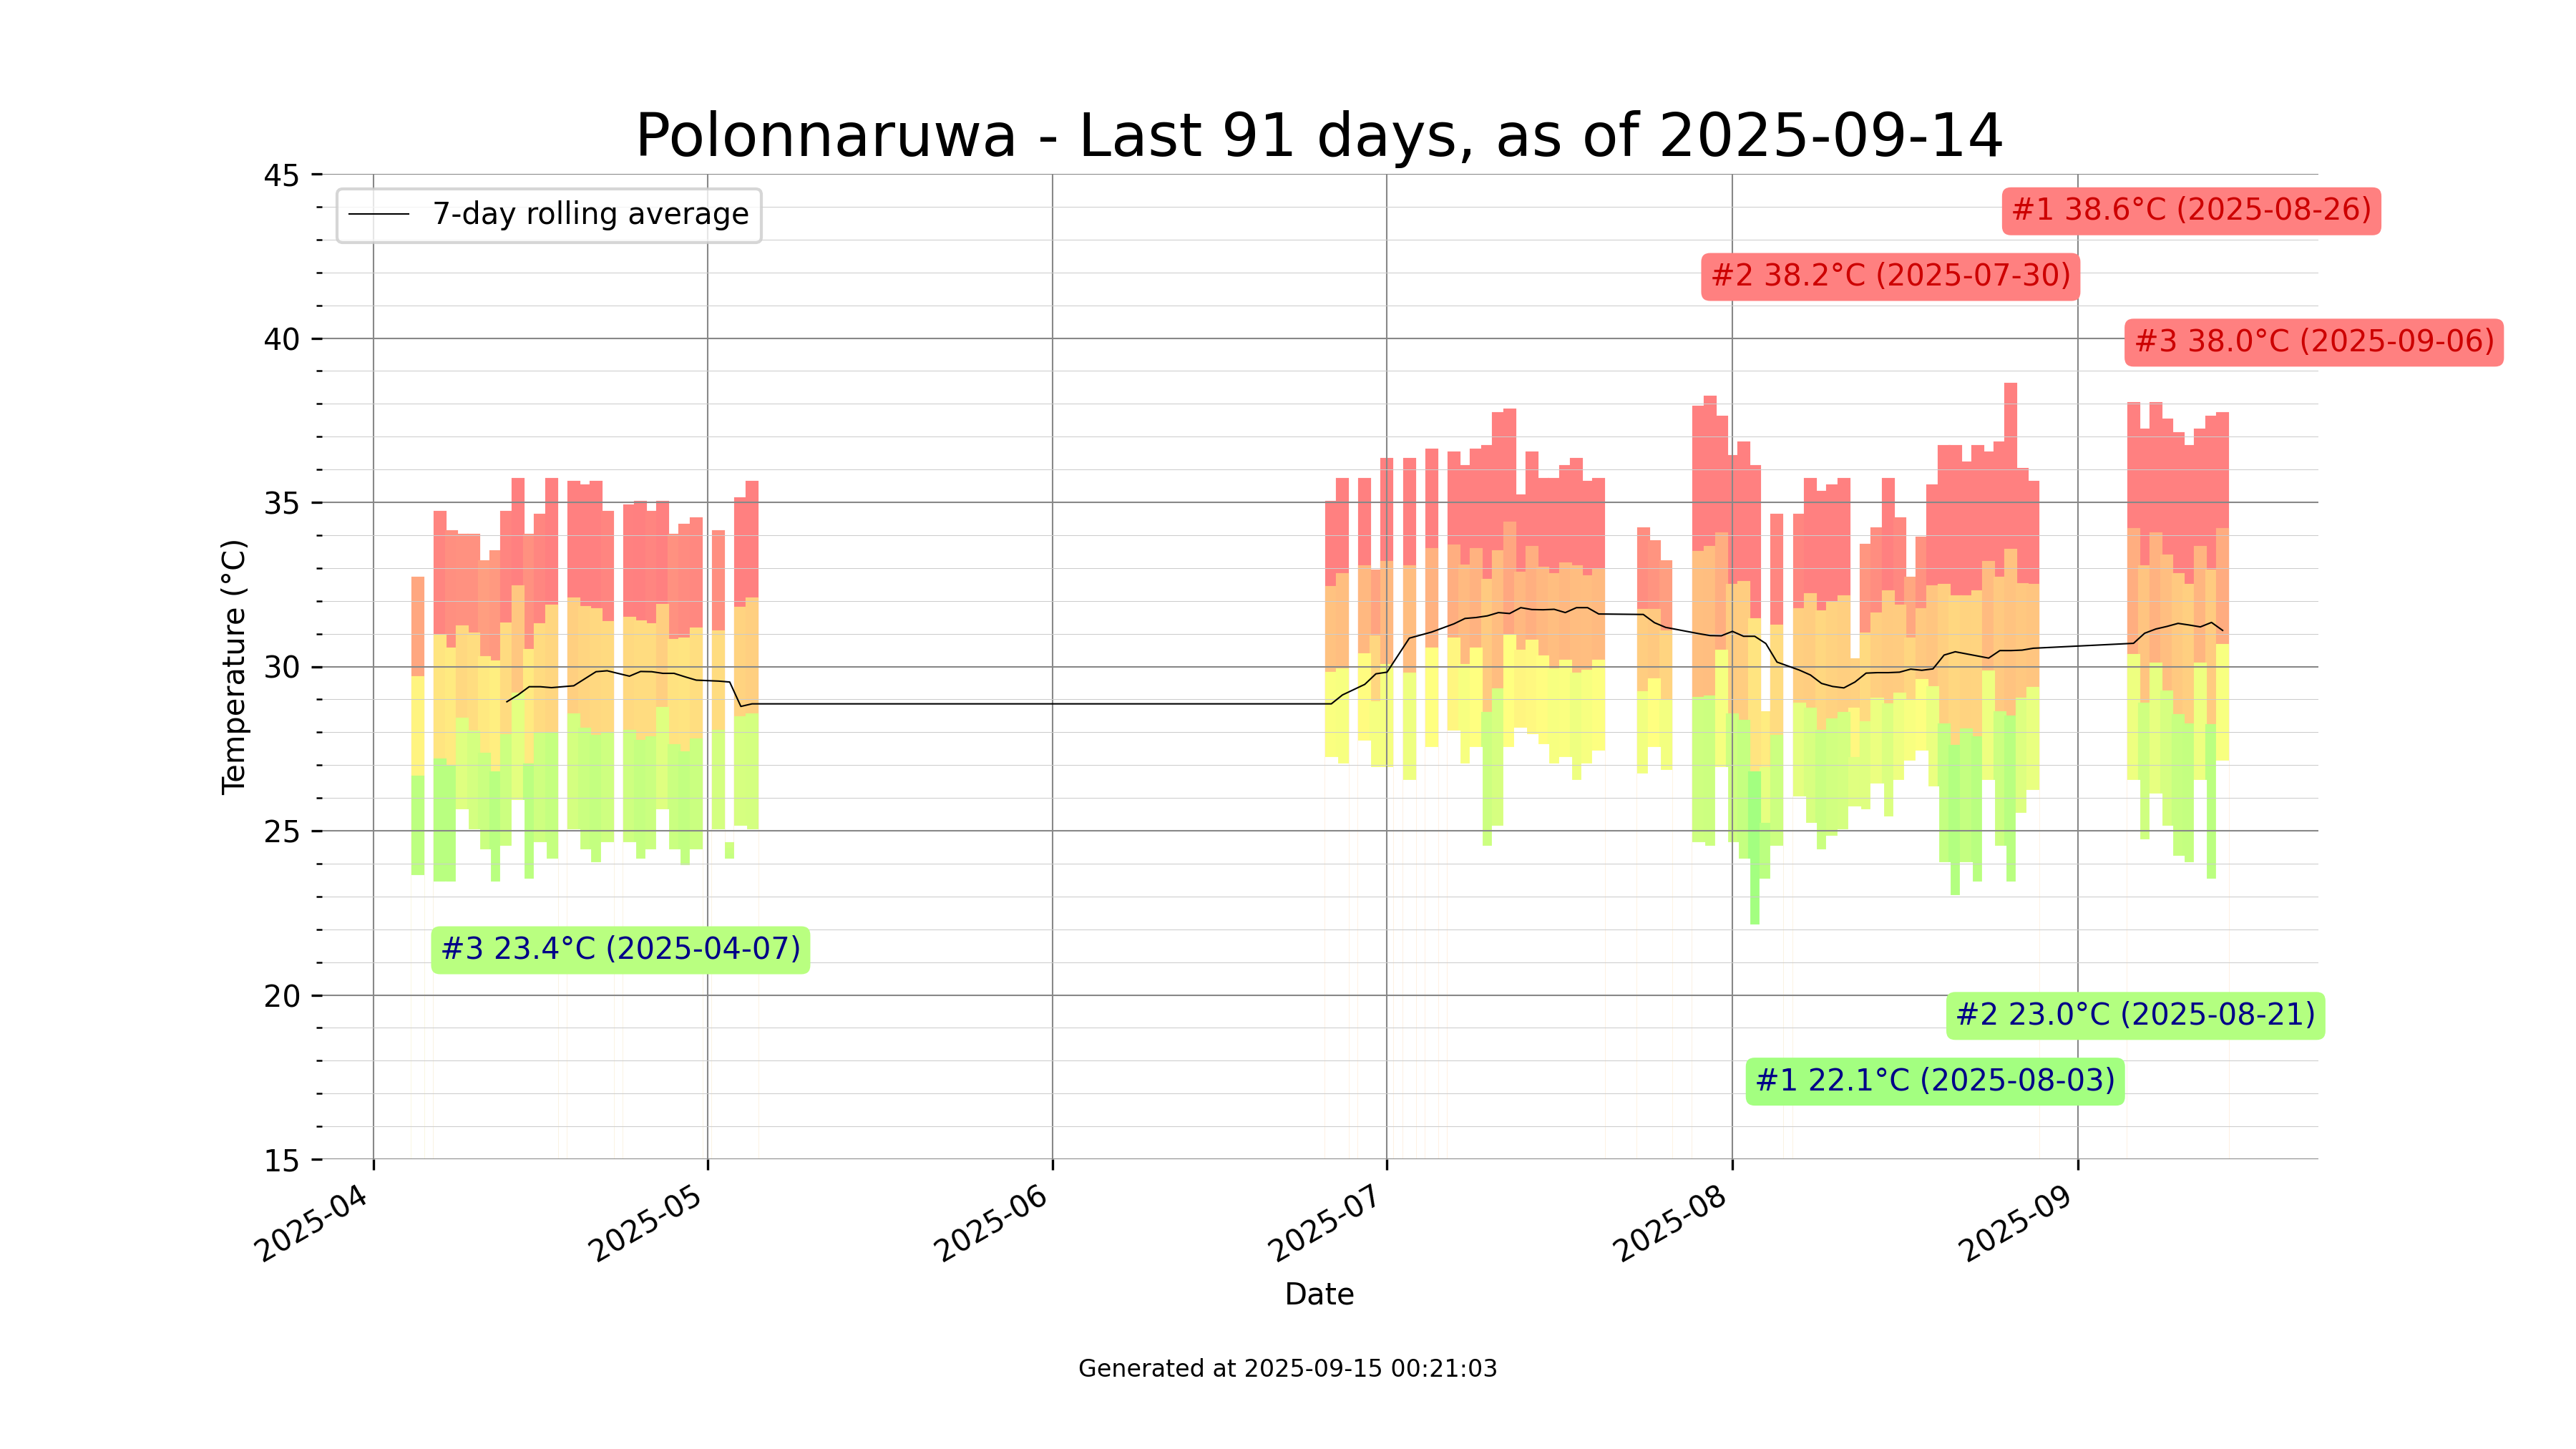 Polonnaruwa - Last 91 days, as of 2025-09-14
45
40
35
30
25
20
15
Temperature (°C)
7-day rolling average
#1 38.6°C (2025-08-26)
#2 38.2°C (2025-07-30)
#3 38.0°C (2025-09-06)
#3 23.4°C (2025-04-07)
#2 23.0°C (2025-08-21)
#1 22.1°C (2025-08-03)
2025-04
2025-05
2025-06
2025-07
2025-08
2025-09
Date
Generated at 2025-09-15 00:21:03